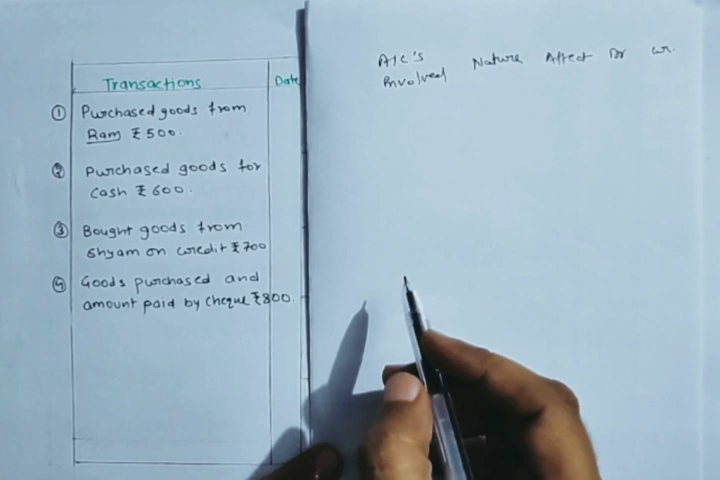 Transactions Date
① Purchased goods from
Ram ₹500.
② Purchased goods for
cash ₹600.
③ Bought goods from
shyam on credit ₹700
④ Goods purchased and
amount paid by cheque ₹800.
A/C's Nature Affect Dr cr.
Involved